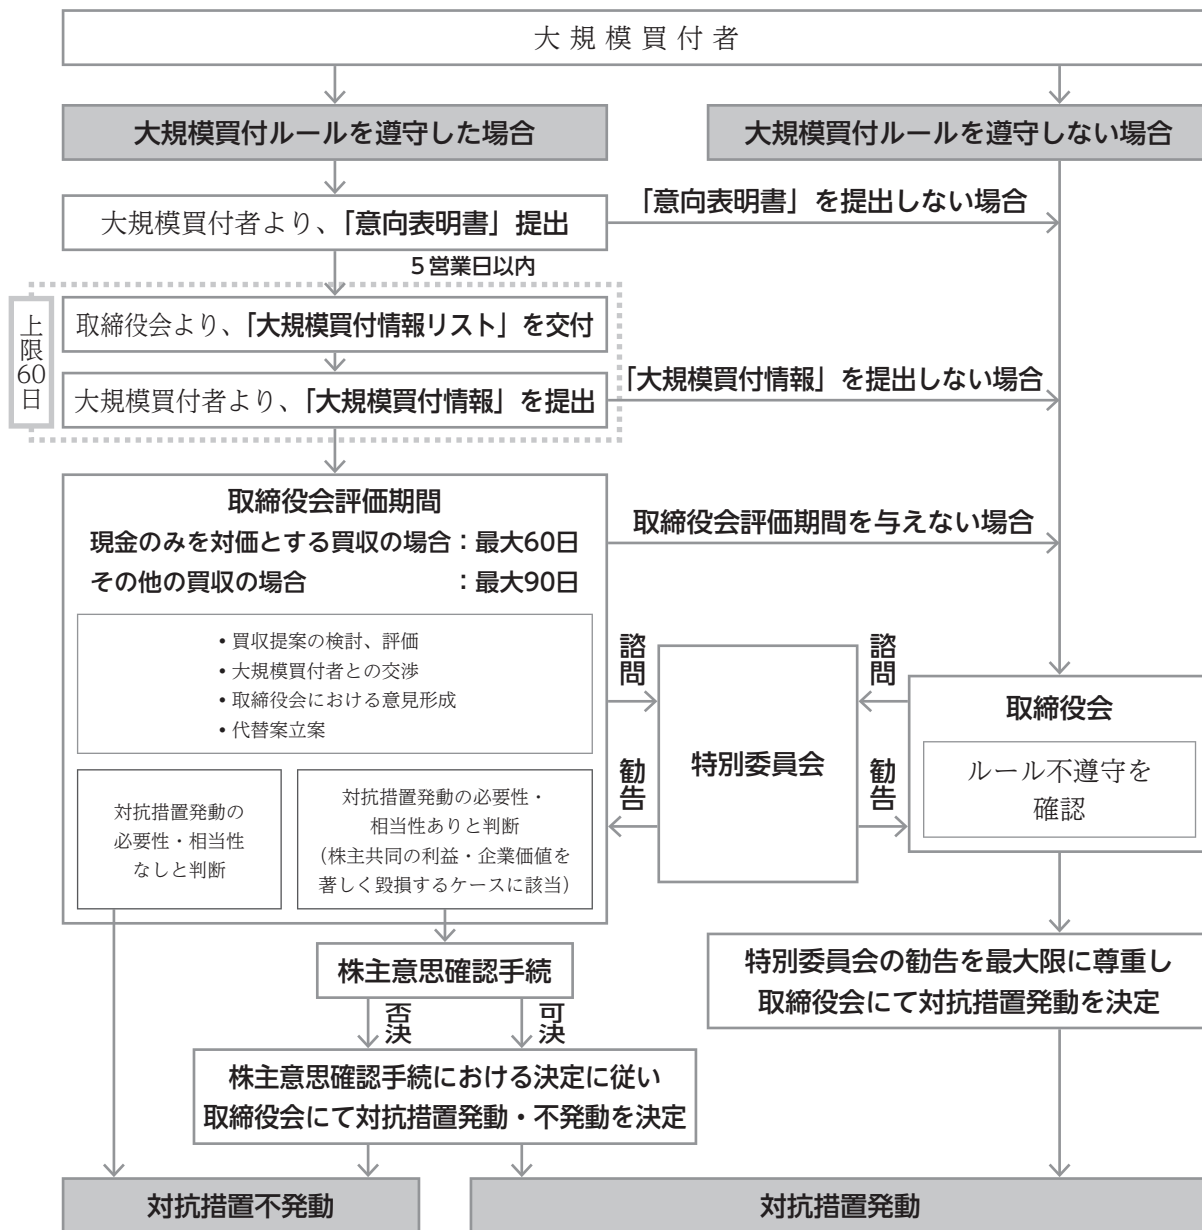 大規模買付者
大規模買付ルールを遵守した場合
大規模買付ルールを遵守しない場合
大規模買付者より、「意向表明書」提出
「意向表明書」を提出しない場合
5営業日以内
上限60日
取締役会より、「大規模買付情報リスト」を交付
大規模買付者より、「大規模買付情報」を提出
「大規模買付情報」を提出しない場合
取締役会評価期間
現金のみを対価とする買収の場合：最大60日
その他の買収の場合　　　　　　：最大90日
取締役会評価期間を与えない場合
• 買収提案の検討、評価
• 大規模買付者との交渉
• 取締役会における意見形成
• 代替案立案
対抗措置発動の
必要性・相当性
なしと判断
対抗措置発動の必要性・
相当性ありと判断
（株主共同の利益・企業価値を
著しく毀損するケースに該当）
諮問
勧告
特別委員会
諮問
勧告
取締役会
ルール不遵守を
確認
株主意思確認手続
否決
可決
株主意思確認手続における決定に従い
取締役会にて対抗措置発動・不発動を決定
特別委員会の勧告を最大限に尊重し
取締役会にて対抗措置発動を決定
対抗措置不発動
対抗措置発動